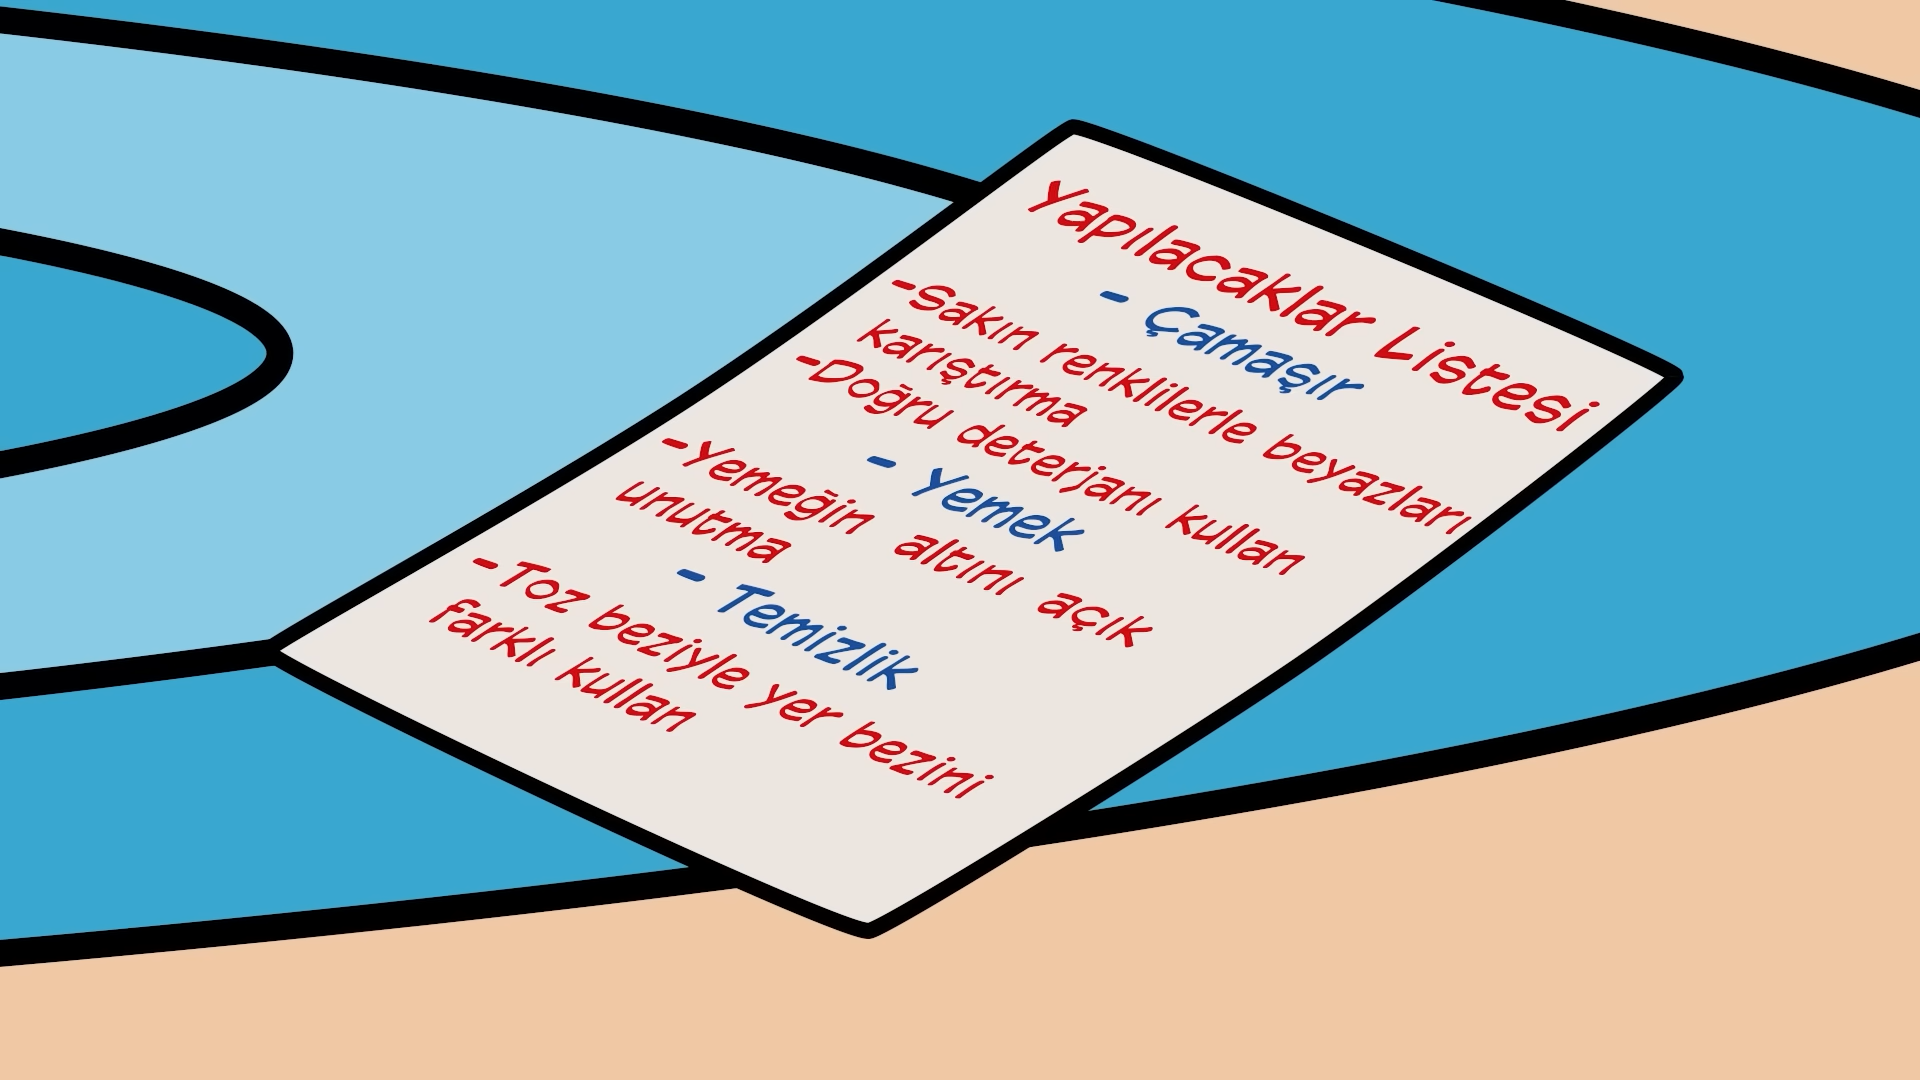 Yapılacaklar Listesi
- Çamaşır
-Sakın renklilerle beyazları
karıştırma
-Doğru deterjanı kullan
- Yemek
-Yemeğin altını açık
unutma
- Temizlik
-Toz beziyle yer bezini
farklı kullan